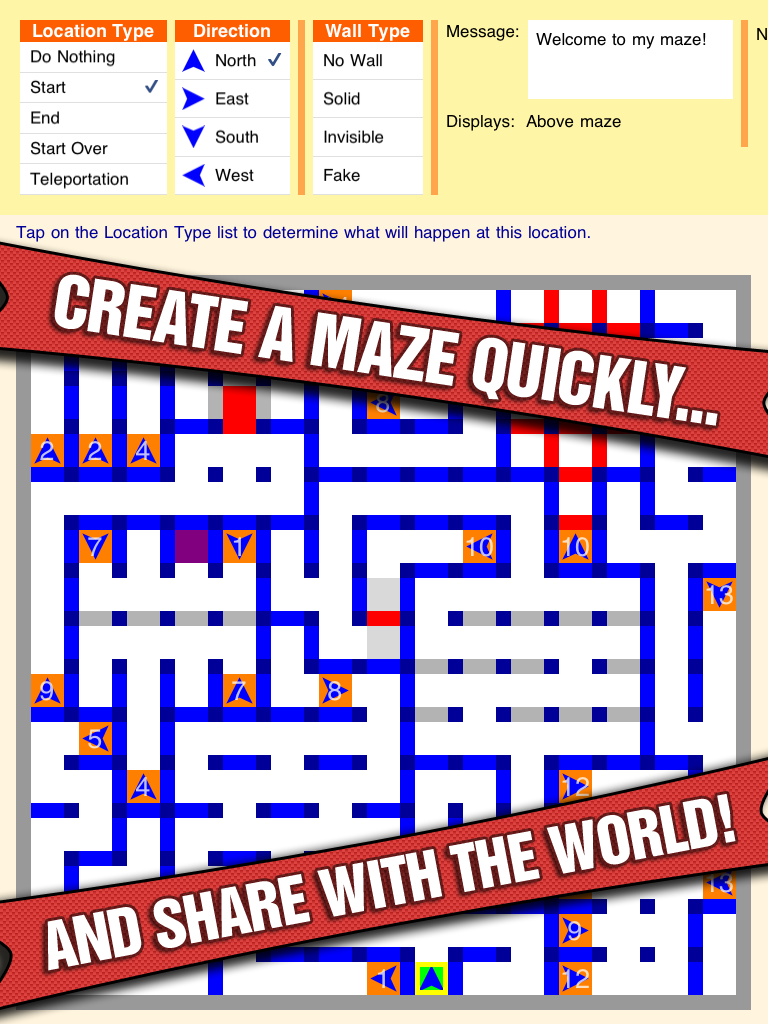 Location Type
Do Nothing
Start
End
Start Over
Teleportation
Direction
North
East
South
West
Wall Type
No Wall
Solid
Invisible
Fake
Message:
Welcome to my maze!
Displays: Above maze
N
Tap on the Location Type list to determine what will happen at this location.
CREATE A MAZE QUICKLY...
8
2 2 4
7 1 10 10
13
9 7 8
5
4 12
AND SHARE WITH THE WORLD!
13
9
1 12